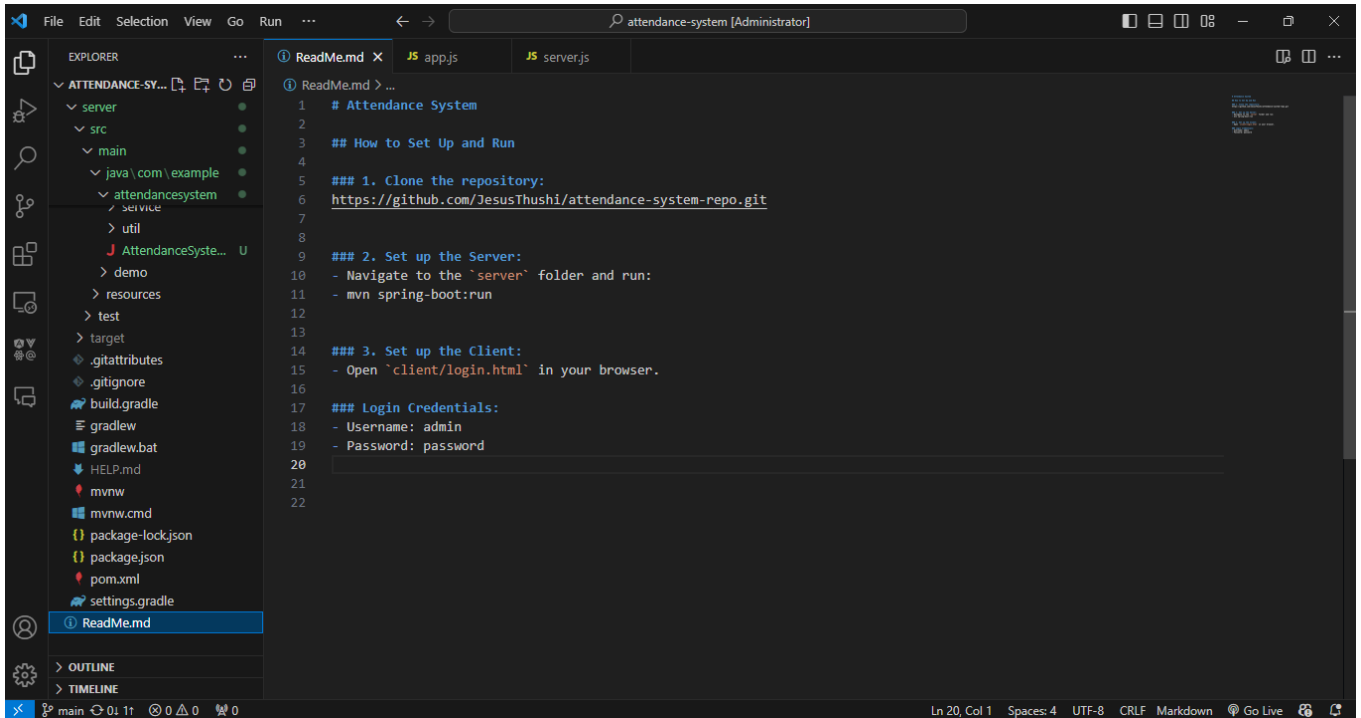 File Edit Selection View Go Run ··· attendance-system [Administrator]
EXPLORER ···
ATTENDANCE-SY...
server
src
main
java\com\example
attendancesystem
service
util
J AttendanceSyste... U
demo
resources
test
target
.gitattributes
.gitignore
build.gradle
gradlew
gradlew.bat
HELP.md
mvnw
mvnw.cmd
{} package-lock.json
{} package.json
pom.xml
settings.gradle
ReadMe.md
OUTLINE
TIMELINE
ReadMe.md JS app.js JS server.js
ReadMe.md > ...
1 # Attendance System
2
3 ## How to Set Up and Run
4
5 ### 1. Clone the repository:
6 https://github.com/JesusThushi/attendance-system-repo.git
7
8
9 ### 2. Set up the Server:
10 - Navigate to the `server` folder and run:
11 - mvn spring-boot:run
12
13
14 ### 3. Set up the Client:
15 - Open `client/login.html` in your browser.
16
17 ### Login Credentials:
18 - Username: admin
19 - Password: password
20
21
22
main 0↓ 1↑ 0 0 0 Ln 20, Col 1 Spaces: 4 UTF-8 CRLF Markdown Go Live